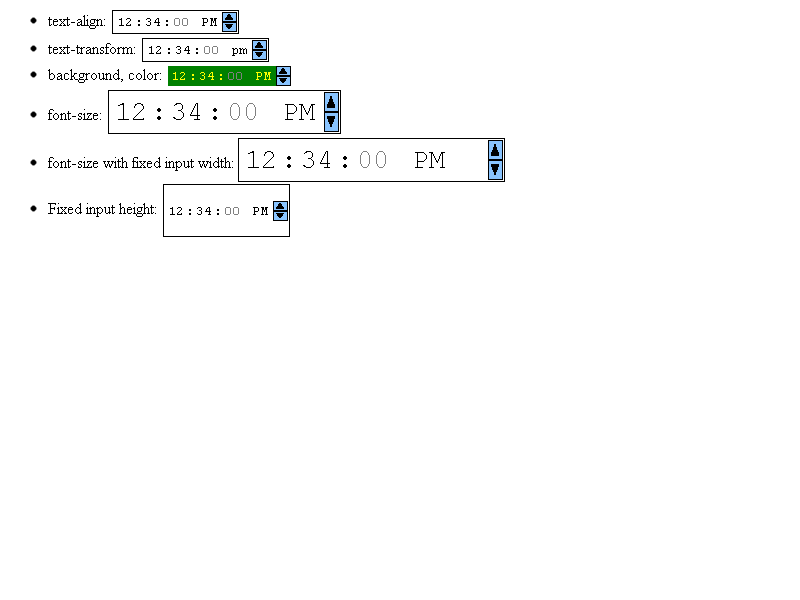 text-align: 12:34:00 PM
text-transform: 12:34:00 pm
background, color: 12:34:00 PM
font-size: 12:34:00 PM
font-size with fixed input width: 12:34:00 PM
Fixed input height: 12:34:00 PM